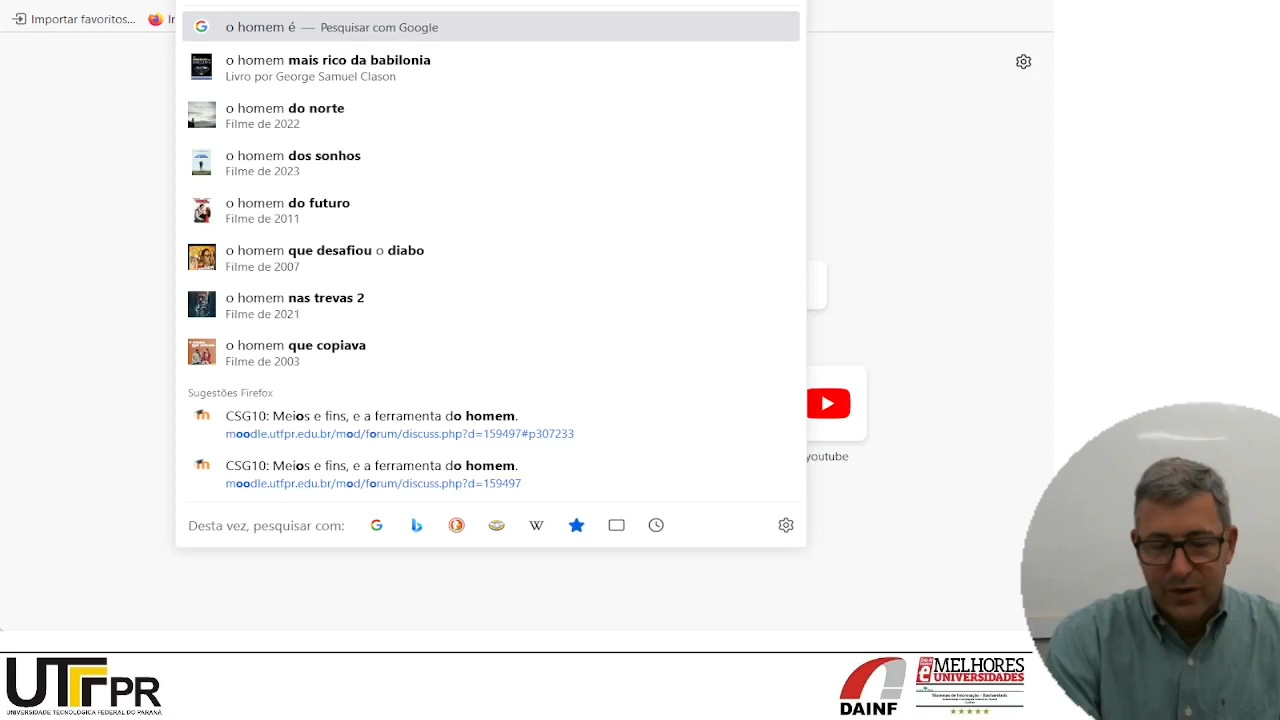 Importar favoritos...
o homem é — Pesquisar com Google
o homem mais rico da babilonia
Livro por George Samuel Clason
o homem do norte
Filme de 2022
o homem dos sonhos
Filme de 2023
o homem do futuro
Filme de 2011
o homem que desafiou o diabo
Filme de 2007
o homem nas trevas 2
Filme de 2021
o homem que copiava
Filme de 2003
Sugestões Firefox
CSG10: Meios e fins, e a ferramenta do homem.
moodle.utfpr.edu.br/mod/forum/discuss.php?d=159497#p307233
CSG10: Meios e fins, e a ferramenta do homem.
moodle.utfpr.edu.br/mod/forum/discuss.php?d=159497
youtube
Desta vez, pesquisar com:
UTFPR
UNIVERSIDADE TECNOLÓGICA FEDERAL DO PARANÁ
DAINF
MELHORES
UNIVERSIDADES
Sistemas de Informação - Bacharelado